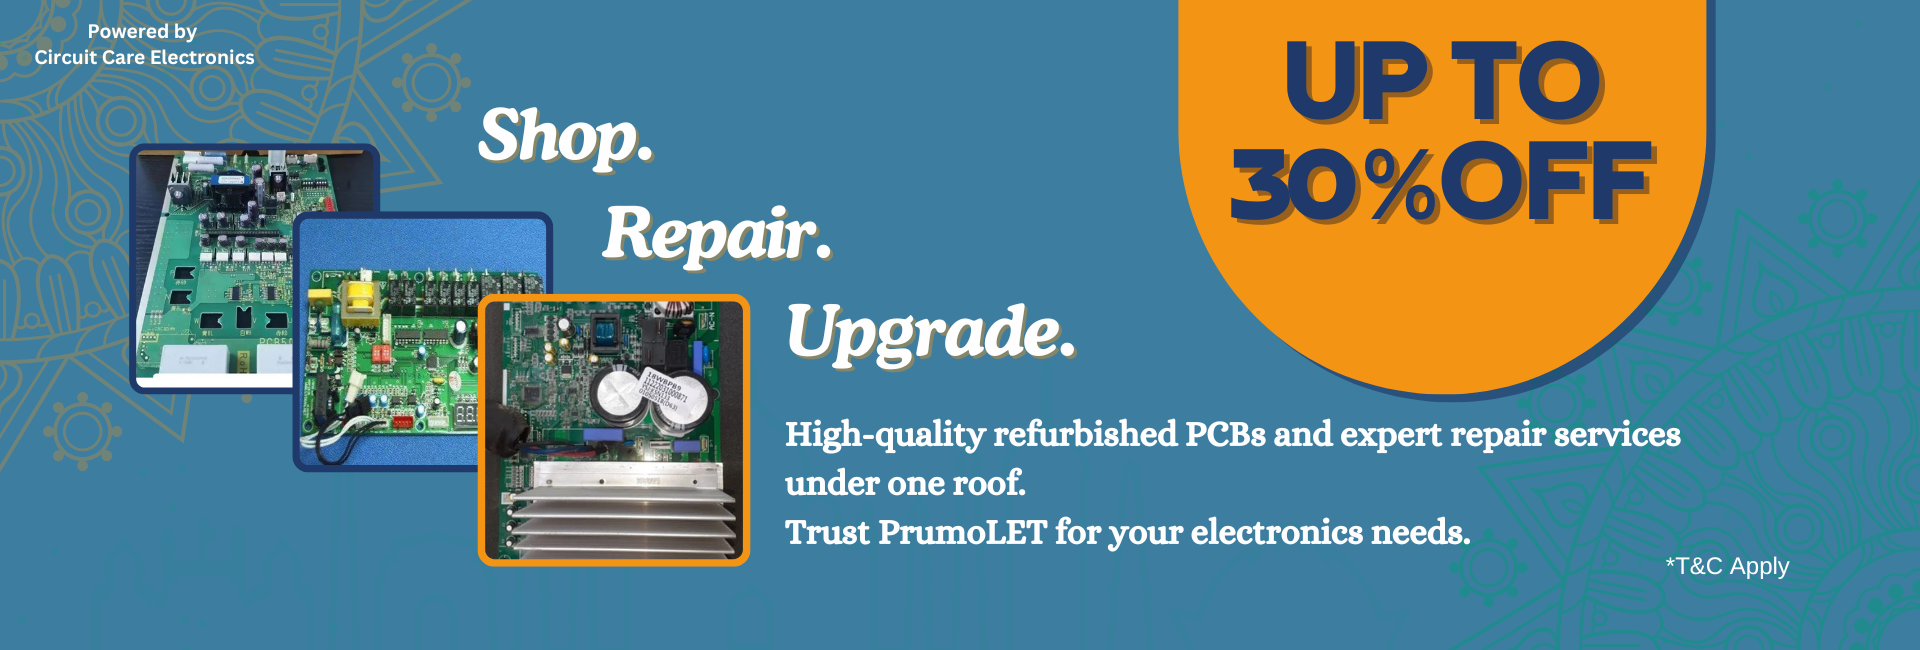 Powered by
Circuit Care Electronics
Shop.
Repair.
Upgrade.
UP TO
30%OFF
High-quality refurbished PCBs and expert repair services
under one roof.
Trust PrumoLET for your electronics needs.
*T&C Apply